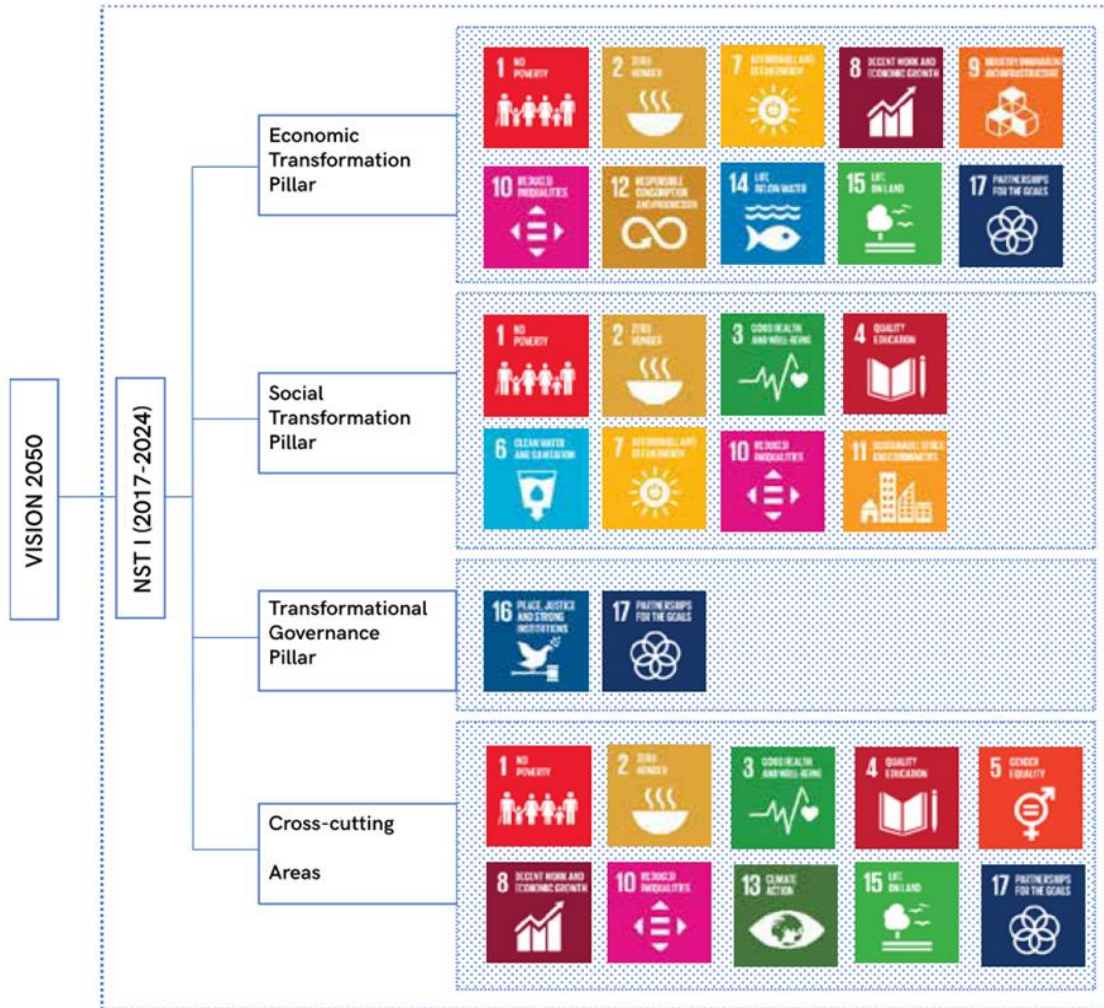 VISION 2050
NST I (2017-2024)
Economic
Transformation
Pillar
1 NO
POVERTY
2 ZERO
HUNGER
7 AFFORDABLE AND
CLEAN ENERGY
8 DECENT WORK AND
ECONOMIC GROWTH
9 INDUSTRY, INNOVATION
AND INFRASTRUCTURE
10 REDUCED
INEQUALITIES
12 RESPONSIBLE
CONSUMPTION
AND PRODUCTION
14 LIFE
BELOW WATER
15 LIFE
ON LAND
17 PARTNERSHIPS
FOR THE GOALS
Social
Transformation
Pillar
1 NO
POVERTY
2 ZERO
HUNGER
3 GOOD HEALTH
AND WELL-BEING
4 QUALITY
EDUCATION
6 CLEAN WATER
AND SANITATION
7 AFFORDABLE AND
CLEAN ENERGY
10 REDUCED
INEQUALITIES
11 SUSTAINABLE CITIES
AND COMMUNITIES
Transformational
Governance
Pillar
16 PEACE, JUSTICE
AND STRONG
INSTITUTIONS
17 PARTNERSHIPS
FOR THE GOALS
Cross-cutting
Areas
1 NO
POVERTY
2 ZERO
HUNGER
3 GOOD HEALTH
AND WELL-BEING
4 QUALITY
EDUCATION
5 GENDER
EQUALITY
8 DECENT WORK AND
ECONOMIC GROWTH
10 REDUCED
INEQUALITIES
13 CLIMATE
ACTION
15 LIFE
ON LAND
17 PARTNERSHIPS
FOR THE GOALS